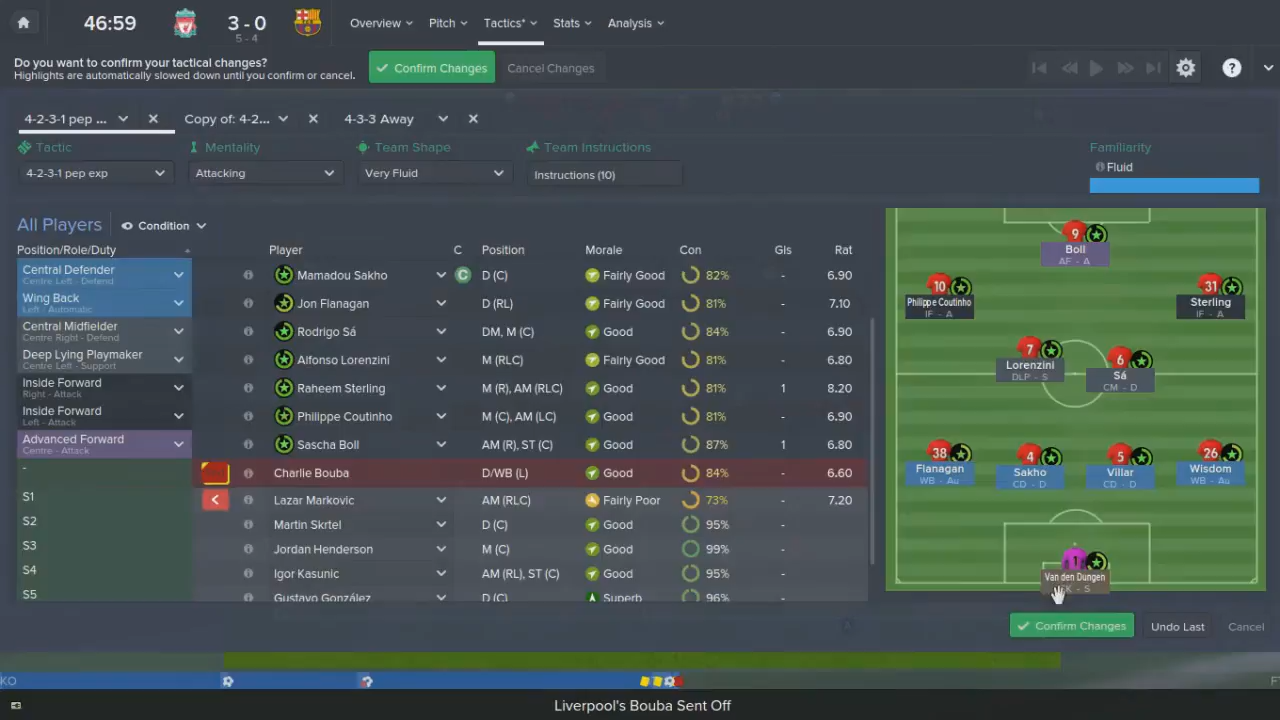 46:59 3 - 0 Overview Pitch Tactics* Stats Analysis
5 - 4
Do you want to confirm your tactical changes?
Highlights are automatically slowed down until you confirm or cancel.
Confirm Changes Cancel Changes
4-2-3-1 pep ... Copy of: 4-2... 4-3-3 Away
Tactic Mentality Team Shape Team Instructions Familiarity
4-2-3-1 pep exp Attacking Very Fluid Instructions (10) Fluid
All Players Condition
Position/Role/Duty Player C Position Morale Con Gls Rat
Central Defender
Centre Left - Defend
Mamadou Sakho C D (C) Fairly Good 82% - 6.90
Wing Back
Left - Automatic
Jon Flanagan D (RL) Fairly Good 81% - 7.10
Central Midfielder
Centre Right - Defend
Rodrigo Sá DM, M (C) Good 84% - 6.90
Deep Lying Playmaker
Centre Left - Support
Alfonso Lorenzini M (RLC) Fairly Good 81% - 6.80
Inside Forward
Right - Attack
Raheem Sterling M (R), AM (RLC) Good 81% 1 8.20
Inside Forward
Left - Attack
Philippe Coutinho M (C), AM (LC) Good 81% - 6.90
Advanced Forward
Centre - Attack
Sascha Boll AM (R), ST (C) Good 87% 1 6.80
- Charlie Bouba D/WB (L) Good 84% - 6.60
S1 Lazar Markovic AM (RLC) Fairly Poor 73% - 7.20
S2 Martin Skrtel D (C) Good 95% -
S3 Jordan Henderson M (C) Good 99% -
S4 Igor Kasunic AM (RL), ST (C) Good 95% -
S5 Gustavo González D (C) Superb 96% -
9
Boll
AF - A
10 31
Philippe Coutinho Sterling
IF - A IF - A
7 6
Lorenzini Sá
DLP - S CM - D
38 4 5 26
Flanagan Sakho Villar Wisdom
WB - Au CD - D CD - D WB - Au
1
Van den Dungen
- S
Confirm Changes Undo Last Cancel
KO
Liverpool's Bouba Sent Off